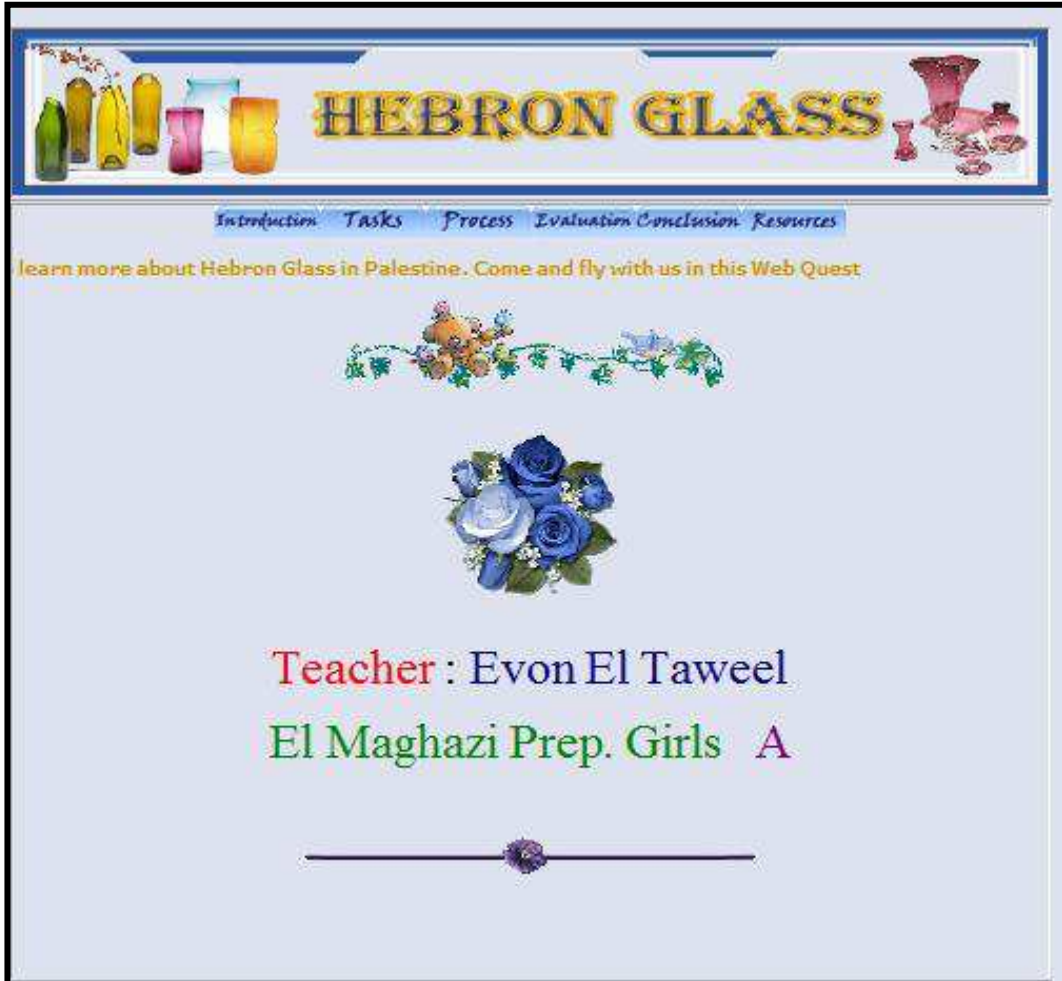 HEBRON GLASS
Introduction Tasks Process Evaluation Conclusion Resources
learn more about Hebron Glass in Palestine. Come and fly with us in this Web Quest
Teacher : Evon El Taweel
El Maghazi Prep. Girls A